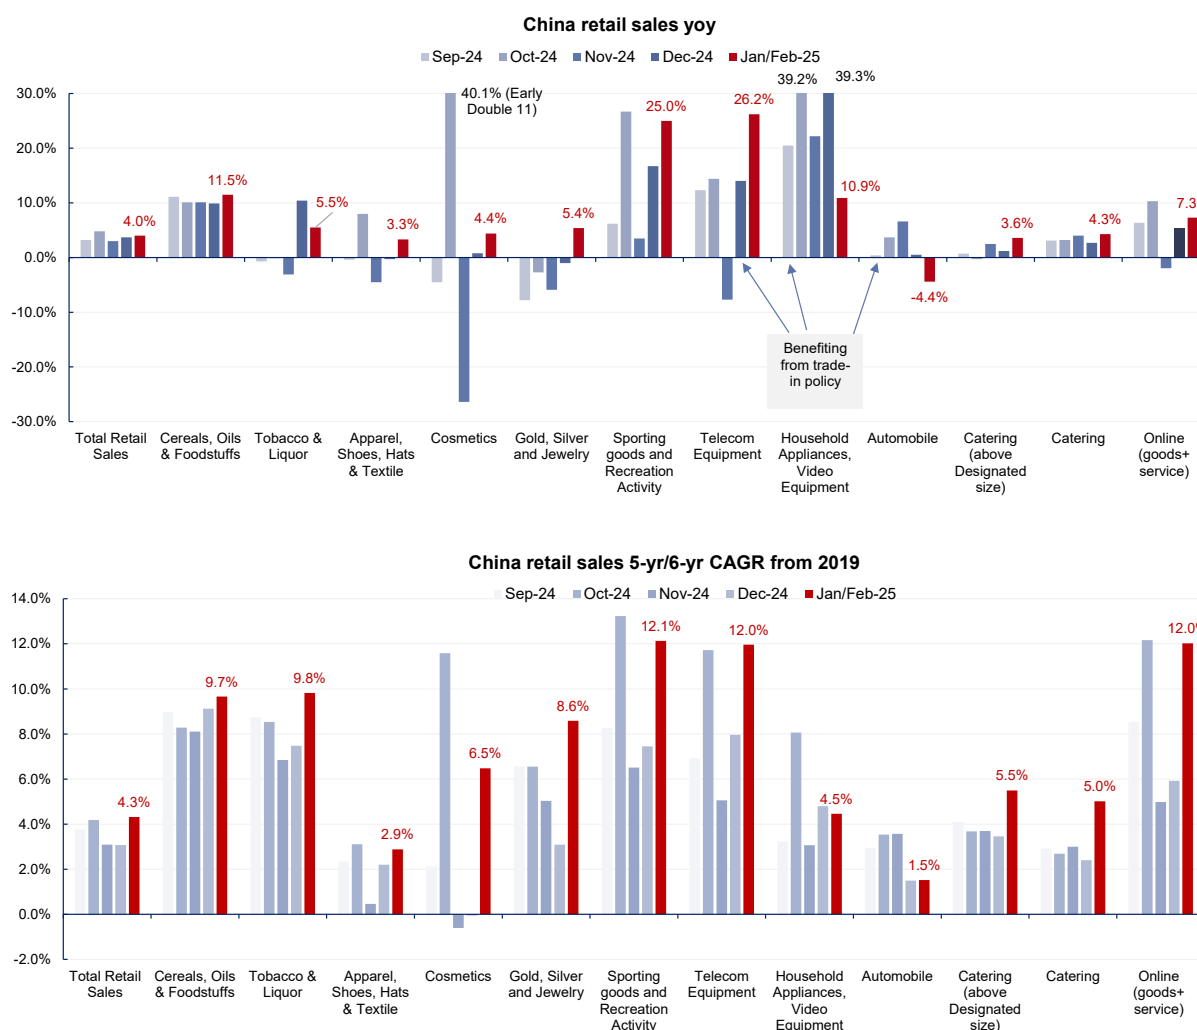 China retail sales yoy
Sep-24 Oct-24 Nov-24 Dec-24 Jan/Feb-25
30.0%
20.0%
10.0%
0.0%
-10.0%
-20.0%
-30.0%
4.0%
11.5%
5.5%
3.3%
40.1% (Early
Double 11)
4.4%
5.4%
25.0%
26.2%
39.2%
39.3%
10.9%
-4.4%
3.6%
4.3%
7.3
Benefiting
from trade-
in policy
Total Retail
Sales
Cereals, Oils
& Foodstuffs
Tobacco &
Liquor
Apparel,
Shoes, Hats
& Textile
Cosmetics
Gold, Silver
and Jewelry
Sporting
goods and
Recreation
Activity
Telecom
Equipment
Household
Appliances,
Video
Equipment
Automobile
Catering
(above
Designated
size)
Catering
Online
(goods+
service)
China retail sales 5-yr/6-yr CAGR from 2019
Sep-24 Oct-24 Nov-24 Dec-24 Jan/Feb-25
14.0%
12.0%
10.0%
8.0%
6.0%
4.0%
2.0%
0.0%
-2.0%
4.3%
9.7%
9.8%
2.9%
6.5%
8.6%
12.1%
12.0%
4.5%
1.5%
5.5%
5.0%
12.0%
Total Retail
Sales
Cereals, Oils
& Foodstuffs
Tobacco &
Liquor
Apparel,
Shoes, Hats
& Textile
Cosmetics
Gold, Silver
and Jewelry
Sporting
goods and
Recreation
Activity
Telecom
Equipment
Household
Appliances,
Video
Equipment
Automobile
Catering
(above
Designated
size)
Catering
Online
(goods+
service)